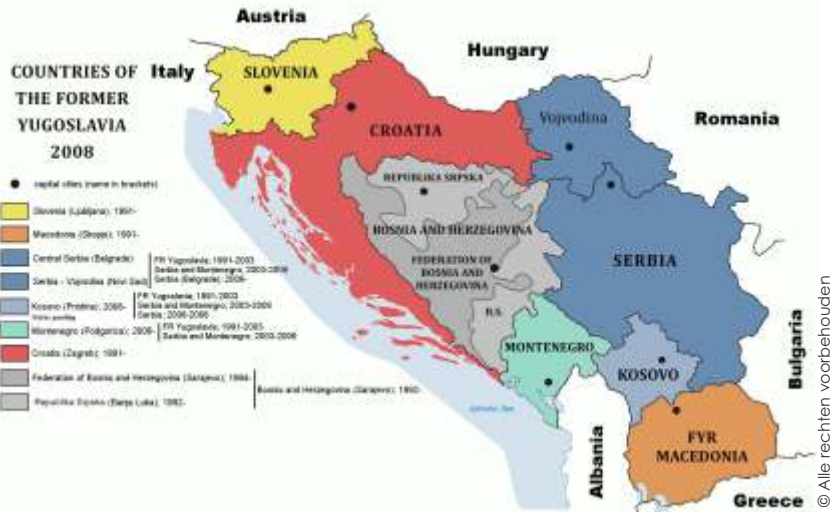 COUNTRIES OF
THE FORMER
YUGOSLAVIA
2008
capital cities (name in brackets)
Slovenia (Ljubljana); 1991-
Macedonia (Skopje); 1991-
Central Serbia (Belgrade)
Serbia - Vojvodina (Novi Sad)
FR Yugoslavia; 1991-2003
Serbia and Montenegro; 2003-2006
Serbia (Belgrade); 2006-
Kosovo (Pristina); 2008-
FR Yugoslavia; 1991-2003
Serbia and Montenegro; 2003-2006
Serbia; 2006-2008
Montenegro (Podgorica); 2006-
FR Yugoslavia; 1991-2003
Serbia and Montenegro; 2003-2006
Croatia (Zagreb); 1991-
Federation of Bosnia and Herzegovina (Sarajevo); 1994-
Republika Srpska (Banja Luka); 1992-
Bosnia and Herzegovina (Sarajevo); 1992-
Austria
Italy
Hungary
Romania
Bulgaria
Greece
Albania
SLOVENIA
CROATIA
Vojvodina
REPUBLIKA SRPSKA
BOSNIA AND HERZEGOVINA
FEDERATION OF
BOSNIA AND
HERZEGOVINA
R.S.
SERBIA
MONTENEGRO
KOSOVO
FYR
MACEDONIA
Adriatic Sea
© Alle rechten voorbehouden